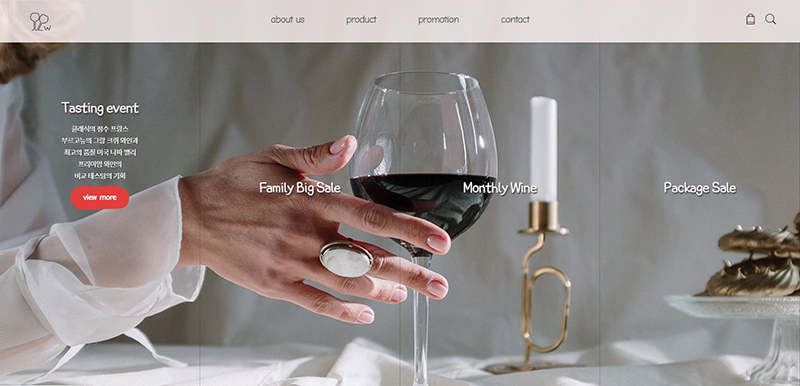 about us
product
promotion
contact
Tasting event
클래식의 정수 프랑스
부르고뉴의 그랑 크뤼 와인과
최고의 품질 미국 나파 밸리
프리미엄 와인의
비교 테스팅의 기회
view more
Family Big Sale
Monthly Wine
Package Sale